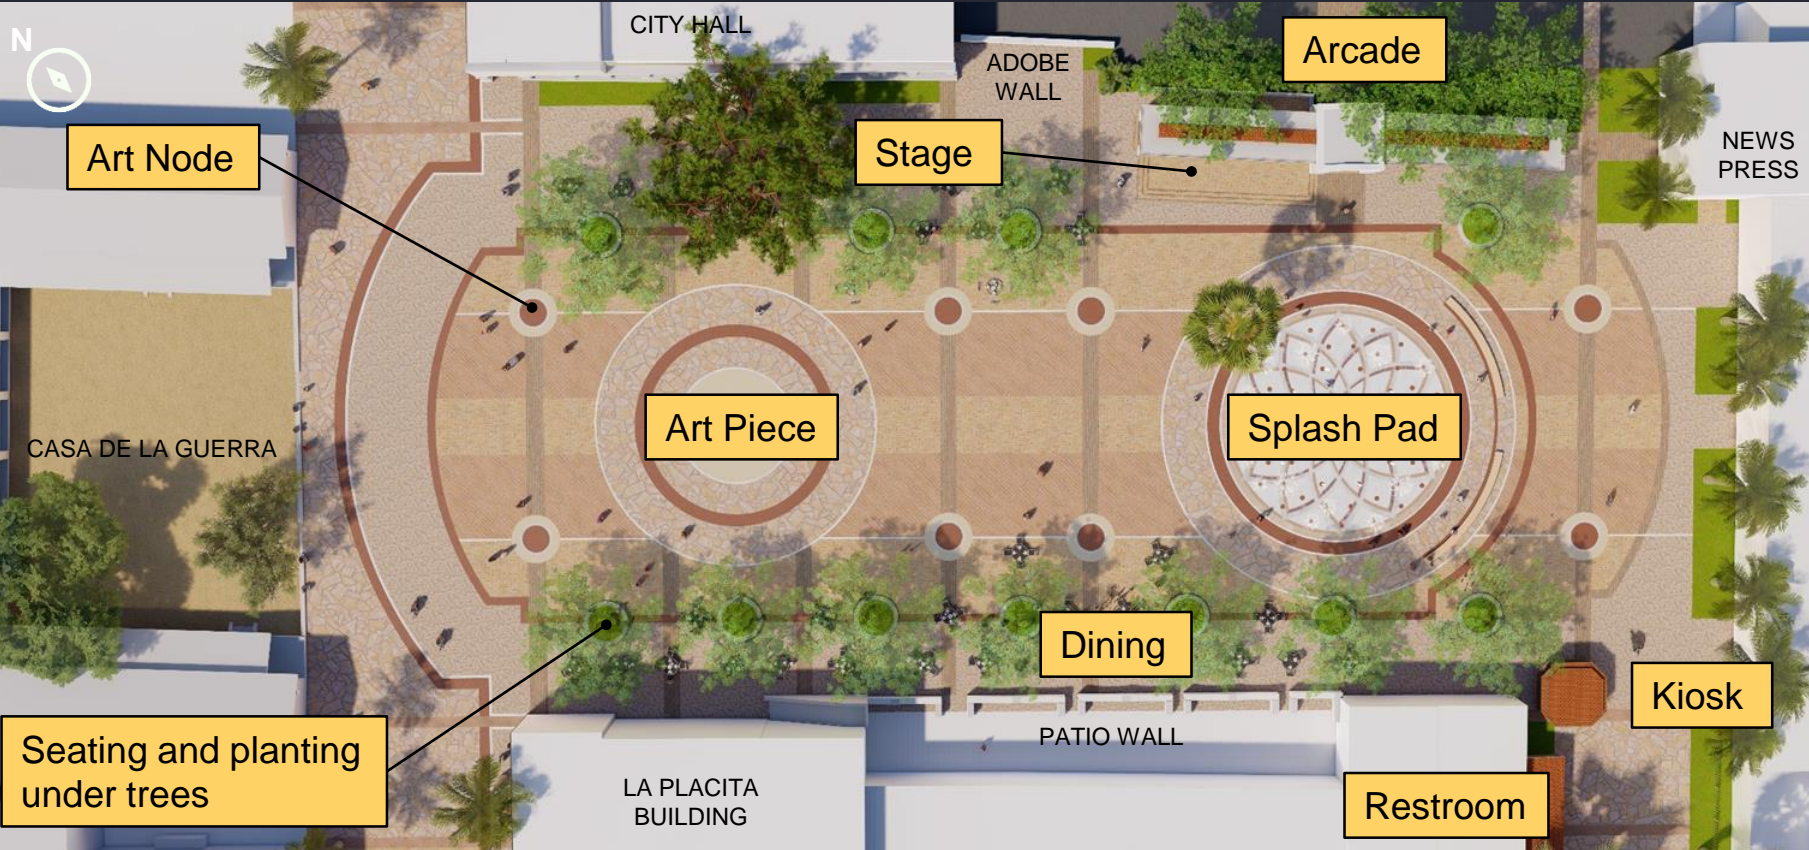 CITY HALL
N
ADOBE
WALL
Arcade
Art Node
Stage
NEWS
PRESS
Art Piece
Splash Pad
CASA DE LA GUERRA
Dining
Kiosk
Seating and planting
under trees
PATIO WALL
LA PLACITA
BUILDING
Restroom